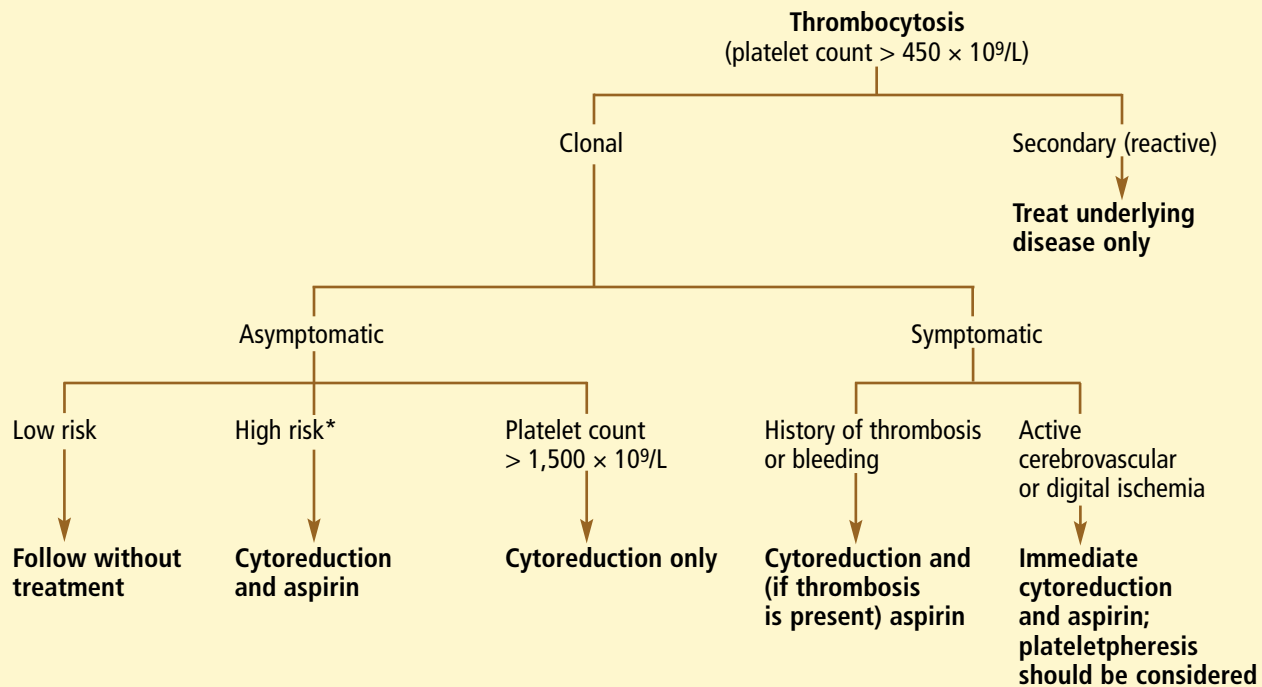 Thrombocytosis
(platelet count > 450 × 10⁹/L)
Clonal
Secondary (reactive)
Treat underlying
disease only
Asymptomatic
Symptomatic
Low risk
High risk*
Platelet count
> 1,500 × 10⁹/L
History of thrombosis
or bleeding
Active
cerebrovascular
or digital ischemia
Follow without
treatment
Cytoreduction
and aspirin
Cytoreduction only
Cytoreduction and
(if thrombosis
is present) aspirin
Immediate
cytoreduction
and aspirin;
plateletpheresis
should be considered